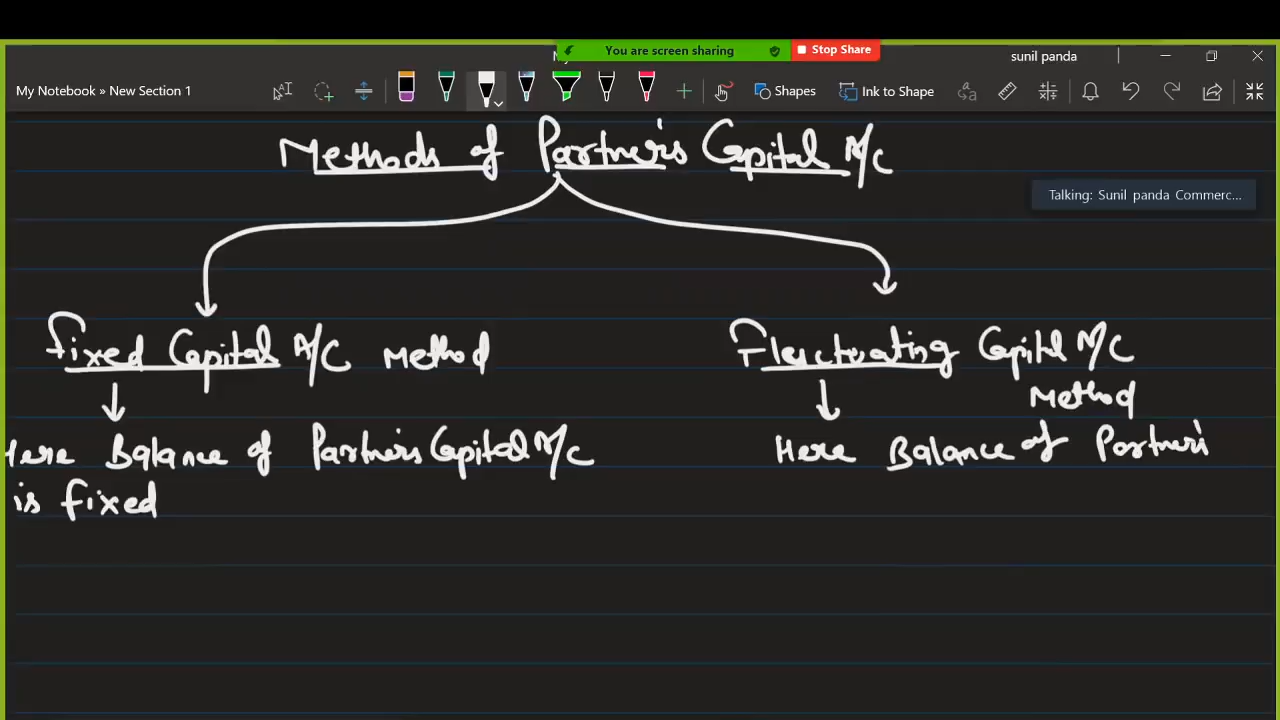 You are screen sharing
Stop Share
sunil panda
My Notebook » New Section 1
Shapes
Ink to Shape
Methods of Partner's Capital A/C
Talking: Sunil panda Commerc...
Fixed Capital A/C Method
Fluctuating Capital A/C
Method
Here Balance of Partner's Capital A/C
is fixed
Here Balance of Partner's